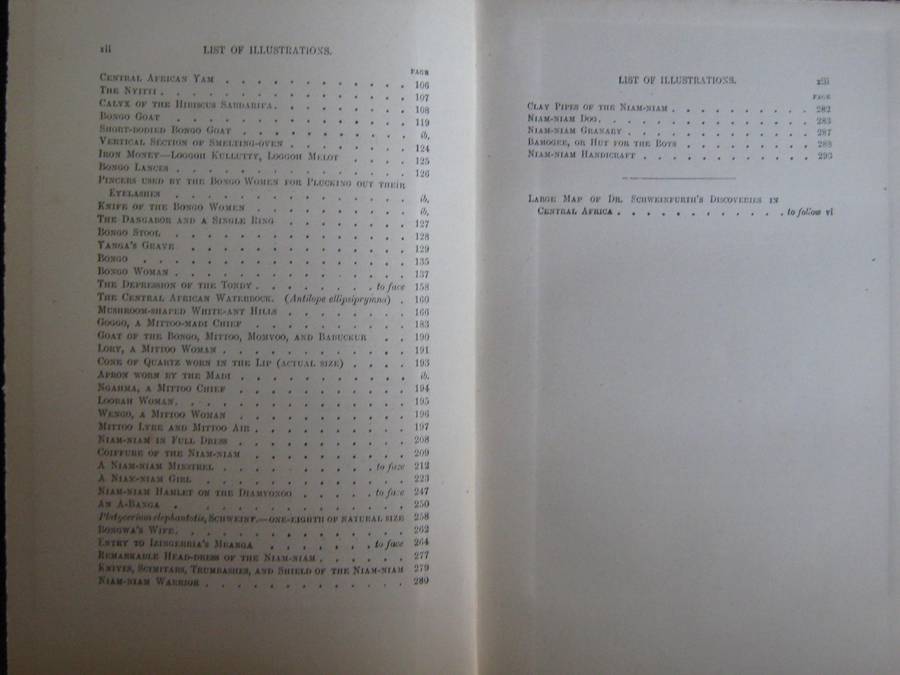 xii LIST OF ILLUSTRATIONS.
PAGE
CENTRAL AFRICAN YAM . . . . . . . . . . 106
THE NYITTI . . . . . . . . . . . . 107
CALYX OF THE HIBISCUS SABDARIFA . . . . . . . . 108
BONGO GOAT . . . . . . . . . . . 119
SHORT-BODIED BONGO GOAT . . . . . . . . . ib.
VERTICAL SECTION OF SMELTING-OVEN . . . . . . . 124
IRON MONEY—LOGGOH KULLUTTY, LOGGOH MELOT . . . . 125
BONGO LANCES . . . . . . . . . . . 126
PINCERS USED BY THE BONGO WOMEN FOR PLUCKING OUT THEIR
EYELASHES . . . . . . . . . . . ib.
KNIFE OF THE BONGO WOMEN . . . . . . . . ib.
THE DANGABOR AND A SINGLE RING . . . . . . . 127
BONGO STOOL . . . . . . . . . . . 128
YANGA'S GRAVE . . . . . . . . . . . 129
BONGO . . . . . . . . . . . . . 135
BONGO WOMAN . . . . . . . . . . . 137
THE DEPRESSION OF THE TONDY . . . . . . to face 158
THE CENTRAL AFRICAN WATERBOCK. (Antilope ellipsiprymna) . 160
MUSHROOM-SHAPED WHITE-ANT HILLS . . . . . . . 166
GOGGO, A MITTOO-MADI CHIEF . . . . . . . . 183
GOAT OF THE BONGO, MITTOO, MOMVOO, AND BABUCKUR . . 190
LORY, A MITTOO WOMAN . . . . . . . . . 191
CONE OF QUARTZ WORN IN THE LIP (ACTUAL SIZE) . . . . 193
APRON WORN BY THE MADI . . . . . . . . . ib.
NGAHMA, A MITTOO CHIEF . . . . . . . . . 194
LOOBAH WOMAN . . . . . . . . . . . 195
WENGO, A MITTOO WOMAN . . . . . . . . . 196
MITTOO LYRE AND MITTOO AIR . . . . . . . . 197
NIAM-NIAM IN FULL DRESS . . . . . . . . . 208
COIFFURE OF THE NIAM-NIAM . . . . . . . . 209
A NIAM-NIAM MINSTREL . . . . . . . . to face 212
A NIAM-NIAM GIRL . . . . . . . . . . 223
NIAM-NIAM HAMLET ON THE DIAMVONOO . . . . . to face 247
AN A-BANGA . . . . . . . . . . . 250
Platycerium elephantotis, SCHWEINF.—ONE-EIGHTH OF NATURAL SIZE 258
BONGWA'S WIFE . . . . . . . . . . . 262
ENTRY TO IZINGERRIA'S MBANGA . . . . . . to face 264
REMARKABLE HEAD-DRESS OF THE NIAM-NIAM . . . . . . 277
KNIVES, SCIMITARS, TRUMBASHES, AND SHIELD OF THE NIAM-NIAM 279
NIAM-NIAM WARRIOR . . . . . . . . . . 280
LIST OF ILLUSTRATIONS. xiii
PAGE
CLAY PIPES OF THE NIAM-NIAM . . . . . . . . 282
NIAM-NIAM DOG . . . . . . . . . . . 283
NIAM-NIAM GRANARY . . . . . . . . . . 287
BAMOGEE, OR HUT FOR THE BOYS . . . . . . . . 288
NIAM-NIAM HANDICRAFT . . . . . . . . . 293
LARGE MAP OF DR. SCHWEINFURTH'S DISCOVERIES IN
CENTRAL AFRICA . . . . . . . . . . . to follow vi